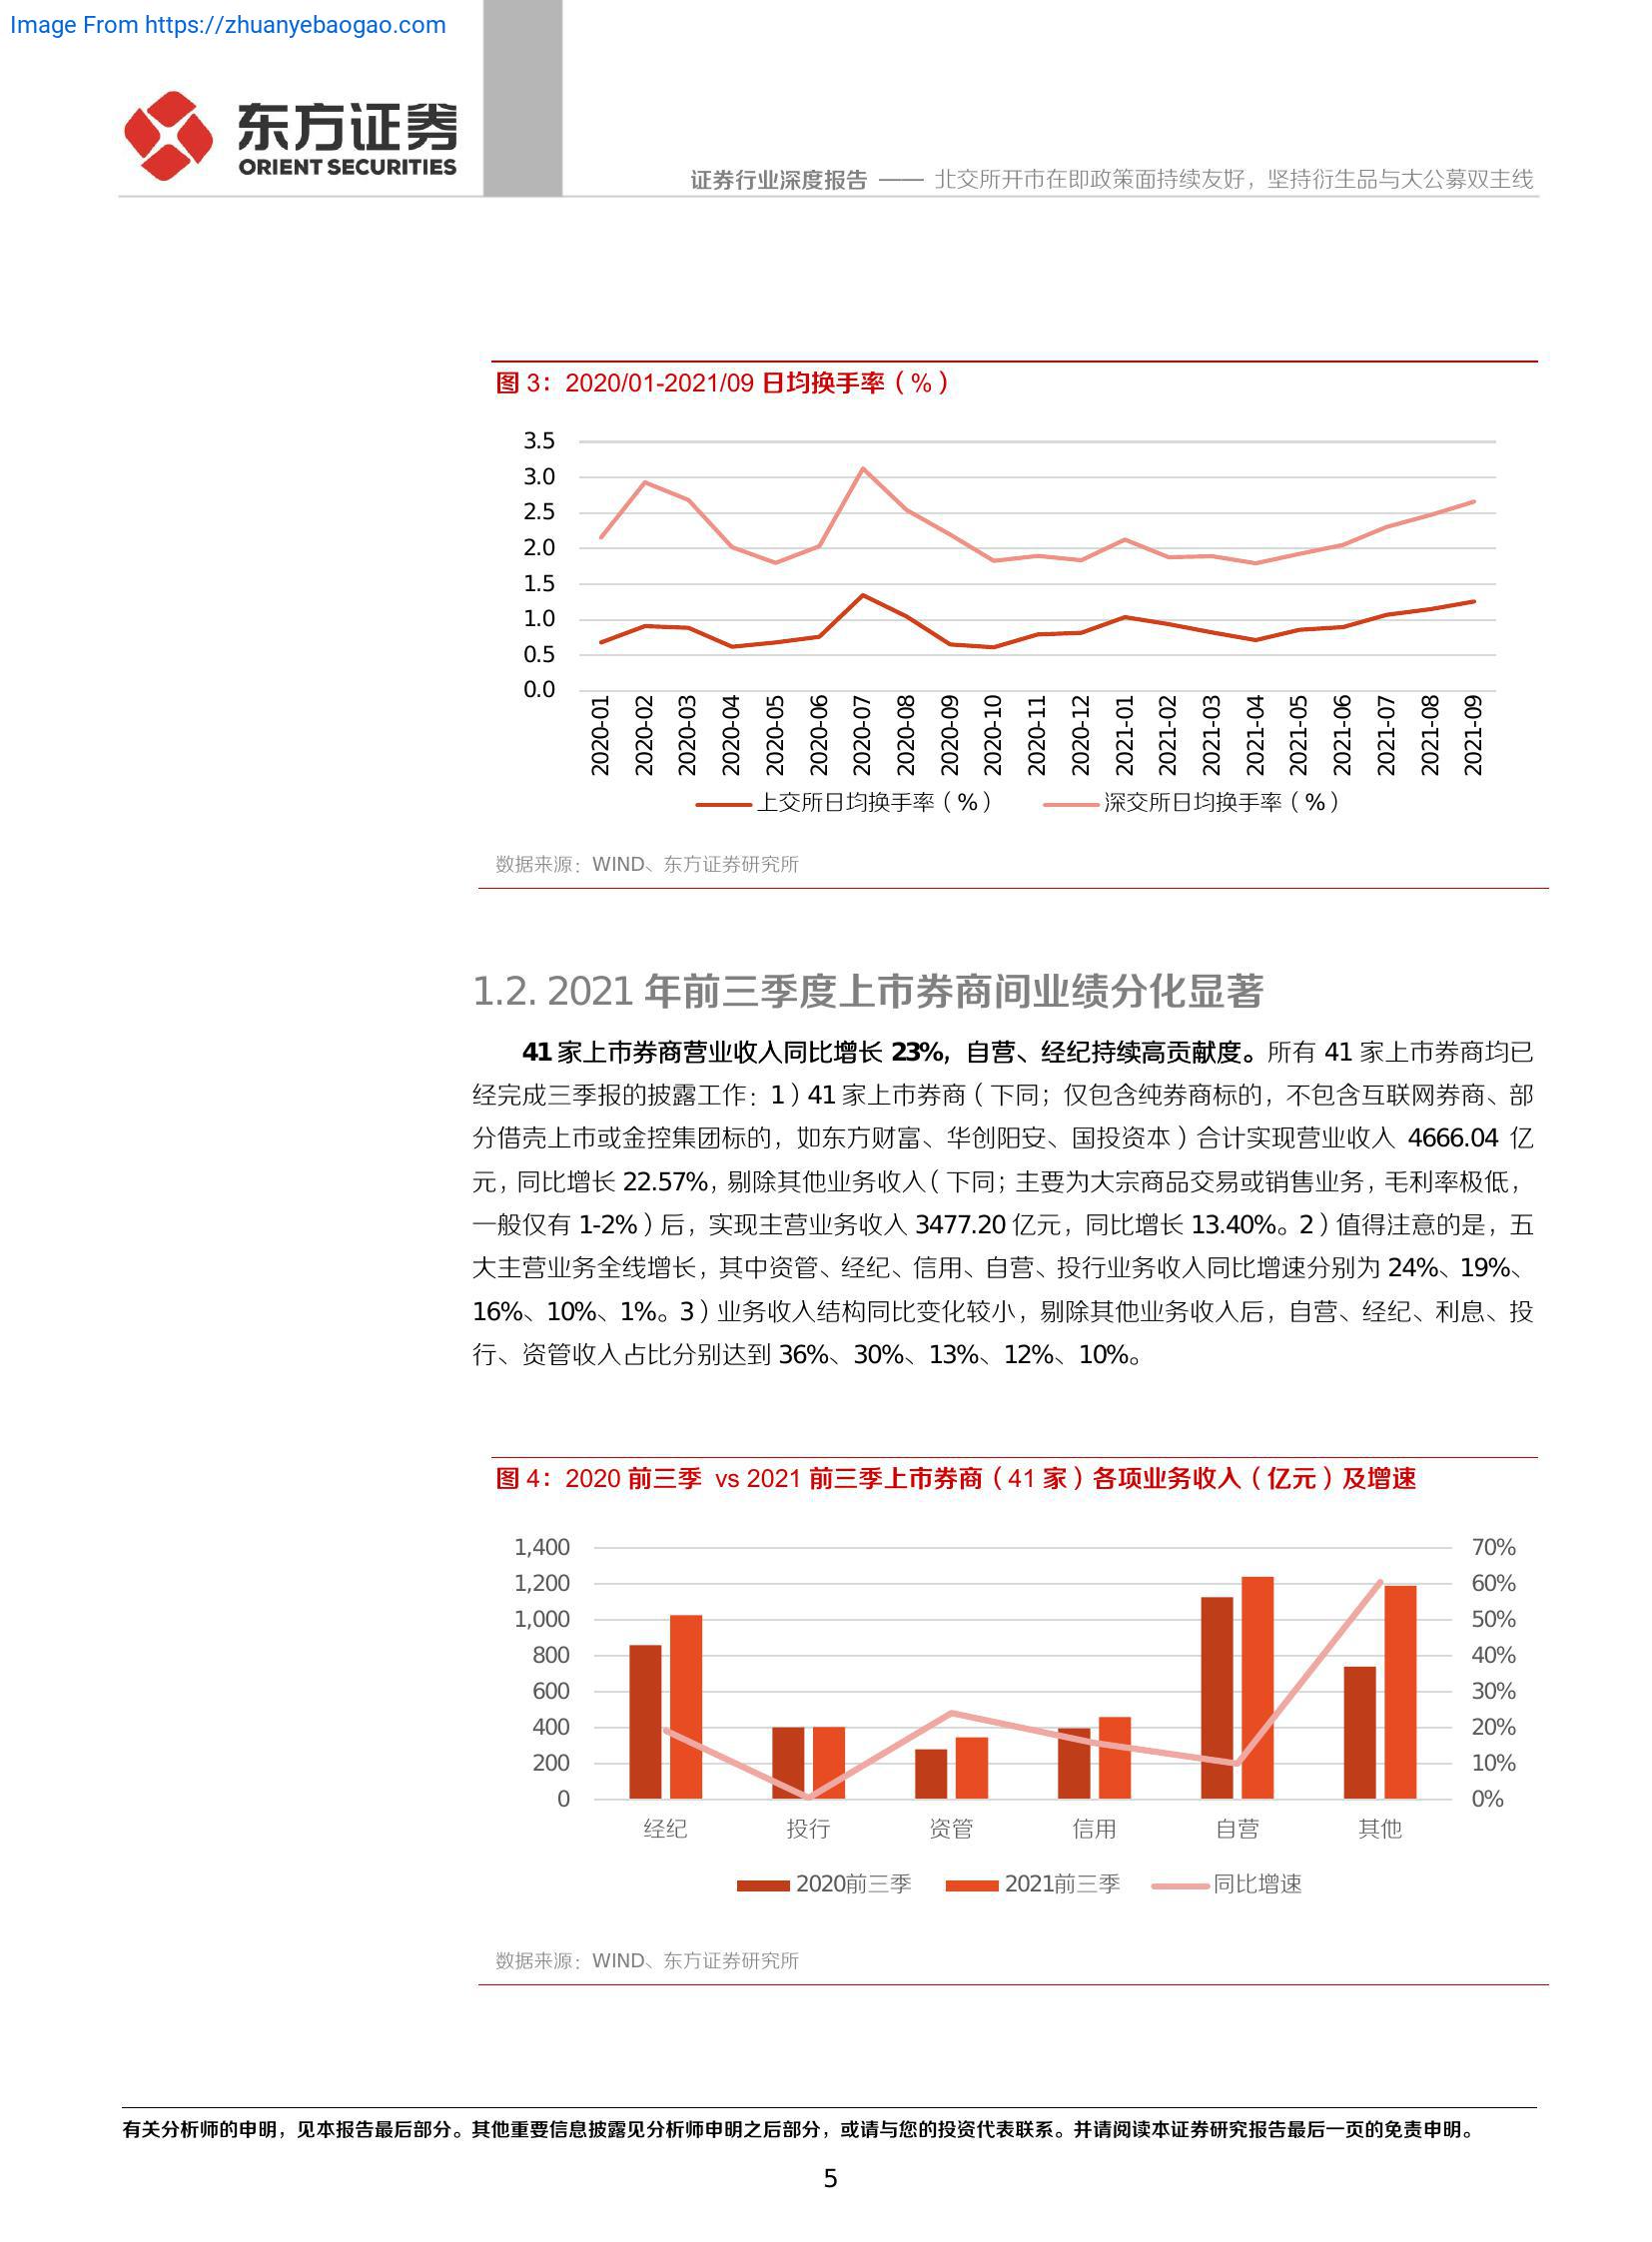 Image From https://zhuanyebaogao.com
东方证券
ORIENT SECURITIES
证券行业深度报告 —— 北交所开市在即政策面持续友好，坚持衍生品与大公募双主线
图 3：2020/01-2021/09 日均换手率（%）
3.5
3.0
2.5
2.0
1.5
1.0
0.5
0.0
2020-01 2020-02 2020-03 2020-04 2020-05 2020-06 2020-07 2020-08 2020-09 2020-10 2020-11 2020-12 2021-01 2021-02 2021-03 2021-04 2021-05 2021-06 2021-07 2021-08 2021-09
上交所日均换手率（%） 深交所日均换手率（%）
数据来源：WIND、东方证券研究所
1.2. 2021 年前三季度上市券商间业绩分化显著
41 家上市券商营业收入同比增长 23%，自营、经纪持续高贡献度。所有 41 家上市券商均已
经完成三季报的披露工作：1）41 家上市券商（下同；仅包含纯券商标的，不包含互联网券商、部
分借壳上市或金控集团标的，如东方财富、华创阳安、国投资本）合计实现营业收入 4666.04 亿
元，同比增长 22.57%，剔除其他业务收入（下同；主要为大宗商品交易或销售业务，毛利率极低，
一般仅有 1-2%）后，实现主营业务收入 3477.20 亿元，同比增长 13.40%。2）值得注意的是，五
大主营业务全线增长，其中资管、经纪、信用、自营、投行业务收入同比增速分别为 24%、19%、
16%、10%、1%。3）业务收入结构同比变化较小，剔除其他业务收入后，自营、经纪、利息、投
行、资管收入占比分别达到 36%、30%、13%、12%、10%。
图 4：2020 前三季 vs 2021 前三季上市券商（41 家）各项业务收入（亿元）及增速
1,400 70%
1,200 60%
1,000 50%
800 40%
600 30%
400 20%
200 10%
0 0%
经纪 投行 资管 信用 自营 其他
2020前三季 2021前三季 同比增速
数据来源：WIND、东方证券研究所
有关分析师的申明，见本报告最后部分。其他重要信息披露见分析师申明之后部分，或请与您的投资代表联系。并请阅读本证券研究报告最后一页的免责申明。
5